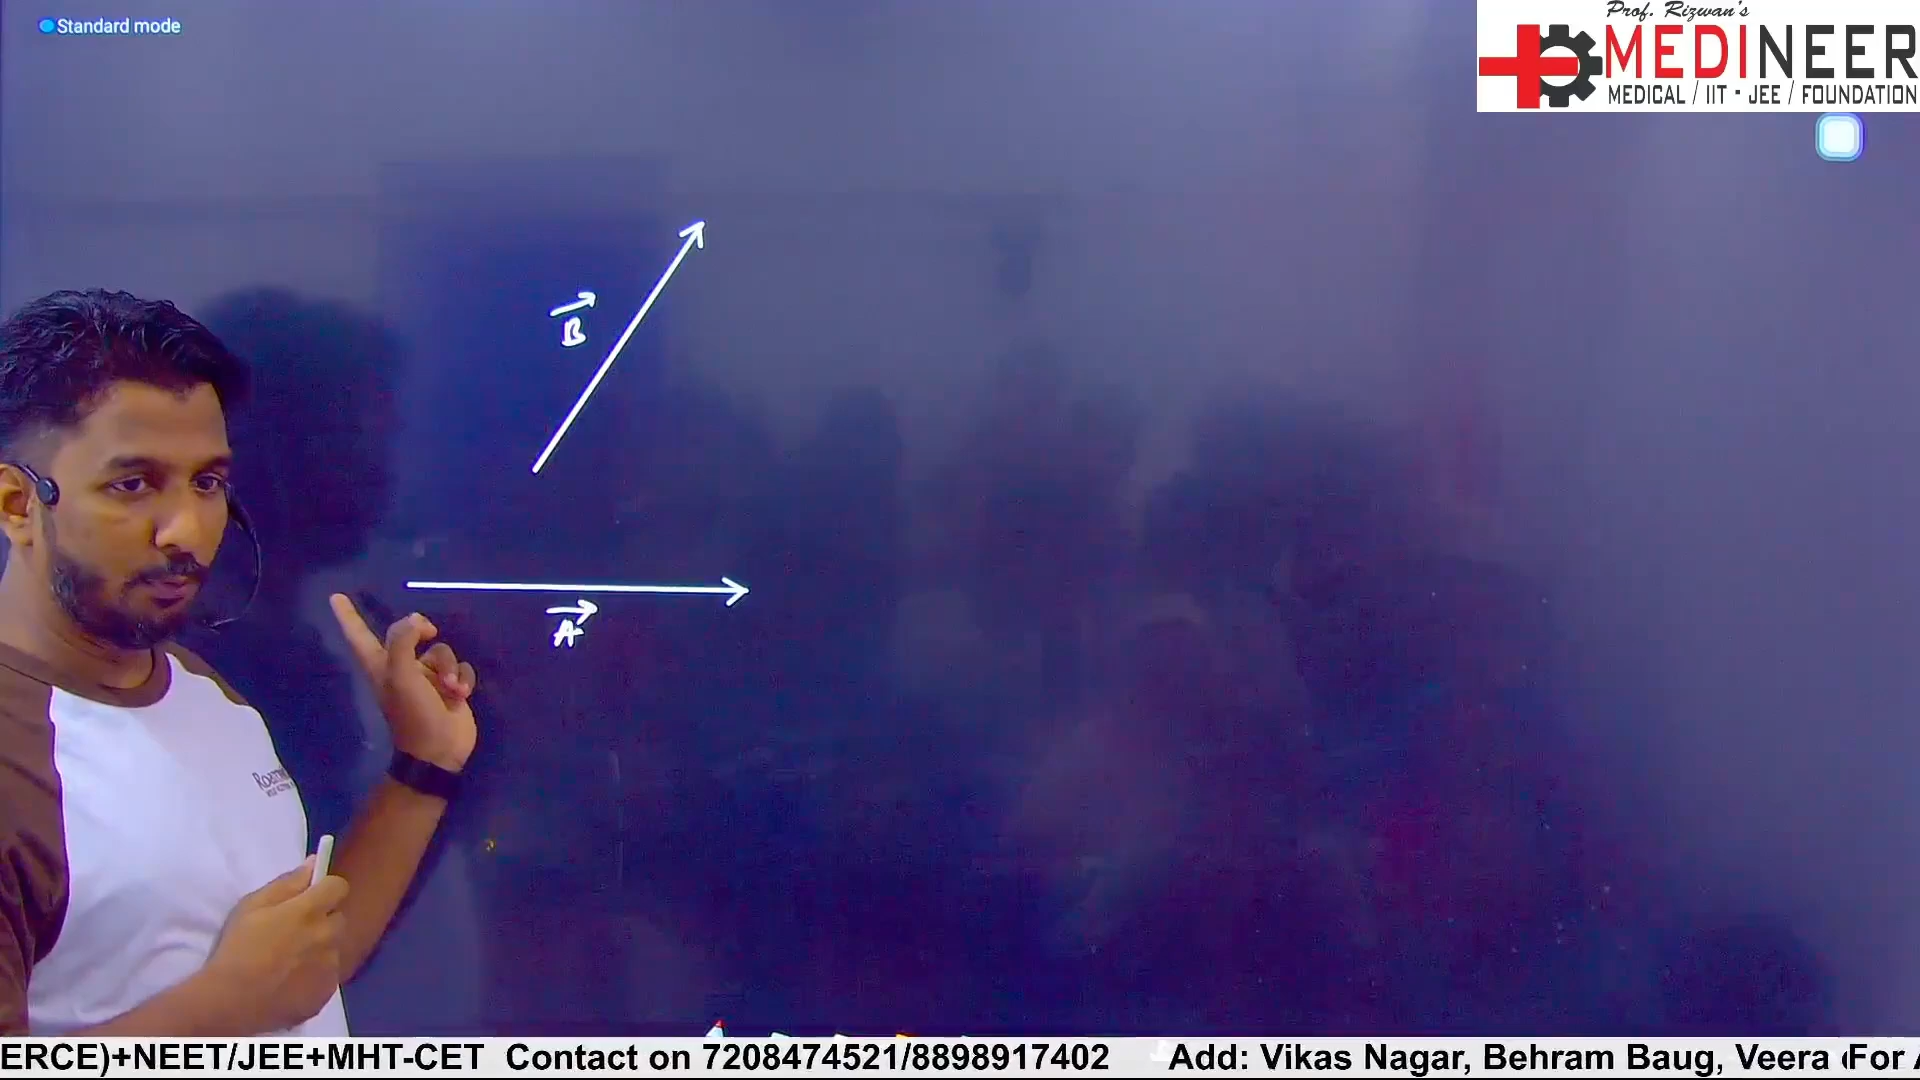 Standard mode
Prof. Rizwan's
MEDINEER
MEDICAL / IIT - JEE / FOUNDATION
B
A
ERCE)+NEET/JEE+MHT-CET Contact on 7208474521/8898917402 Add: Vikas Nagar, Behram Baug, Veera For A